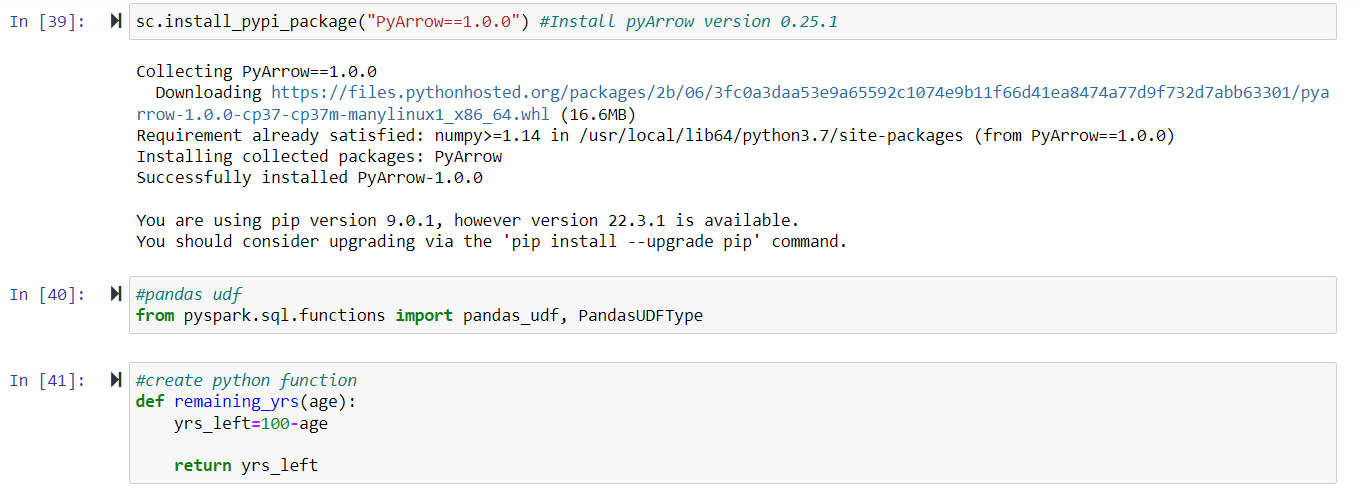 In [39]: sc.install_pypi_package("PyArrow==1.0.0") #Install pyArrow version 0.25.1
Collecting PyArrow==1.0.0
  Downloading https://files.pythonhosted.org/packages/2b/06/3fc0a3daa53e9a65592c1074e9b11f66d41ea8474a77d9f732d7abb63301/pya
rrow-1.0.0-cp37-cp37m-manylinux1_x86_64.whl (16.6MB)
Requirement already satisfied: numpy>=1.14 in /usr/local/lib64/python3.7/site-packages (from PyArrow==1.0.0)
Installing collected packages: PyArrow
Successfully installed PyArrow-1.0.0
You are using pip version 9.0.1, however version 22.3.1 is available.
You should consider upgrading via the 'pip install --upgrade pip' command.
In [40]: #pandas udf
from pyspark.sql.functions import pandas_udf, PandasUDFType
In [41]: #create python function
def remaining_yrs(age):
    yrs_left=100-age
    return yrs_left